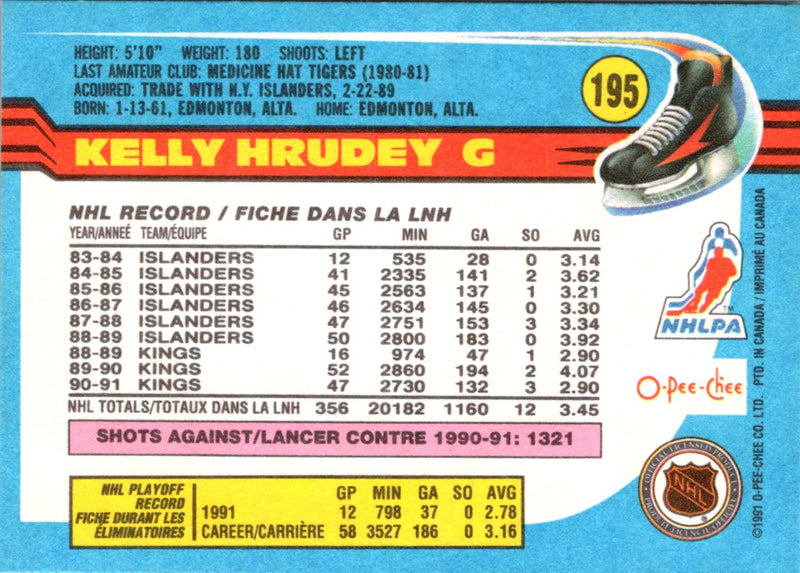 HEIGHT: 5'10" WEIGHT: 180 SHOOTS: LEFT
LAST AMATEUR CLUB: MEDICINE HAT TIGERS (1980-81)
ACQUIRED: TRADE WITH N.Y. ISLANDERS, 2-22-89
BORN: 1-13-61, EDMONTON, ALTA. HOME: EDMONTON, ALTA.
195
KELLY HRUDEY G
NHL RECORD / FICHE DANS LA LNH
YEAR/ANNEÉ TEAM/ÉQUIPE GP MIN GA SO AVG
83-84 ISLANDERS 12 535 28 0 3.14
84-85 ISLANDERS 41 2335 141 2 3.62
85-86 ISLANDERS 45 2563 137 1 3.21
86-87 ISLANDERS 46 2634 145 0 3.30
87-88 ISLANDERS 47 2751 153 3 3.34
88-89 ISLANDERS 50 2800 183 0 3.92
88-89 KINGS 16 974 47 1 2.90
89-90 KINGS 52 2860 194 2 4.07
90-91 KINGS 47 2730 132 3 2.90
NHL TOTALS/TOTAUX DANS LA LNH 356 20182 1160 12 3.45
SHOTS AGAINST/LANCER CONTRE 1990-91: 1321
NHL PLAYOFF
RECORD
FICHE DURANT LES
ÉLIMINATOIRES
GP MIN GA SO AVG
1991 12 798 37 0 2.78
CAREER/CARRIÈRE 58 3527 186 0 3.16
NHLPA
TM
O-Pee-Chee
OFFICIAL LICENSED PRODUCT
NHL
PRODUIT LICENCIÉ OFFICIEL
©1991 O-PEE-CHEE CO. LTD. PTD. IN CANADA / IMPRIMÉ AU CANADA